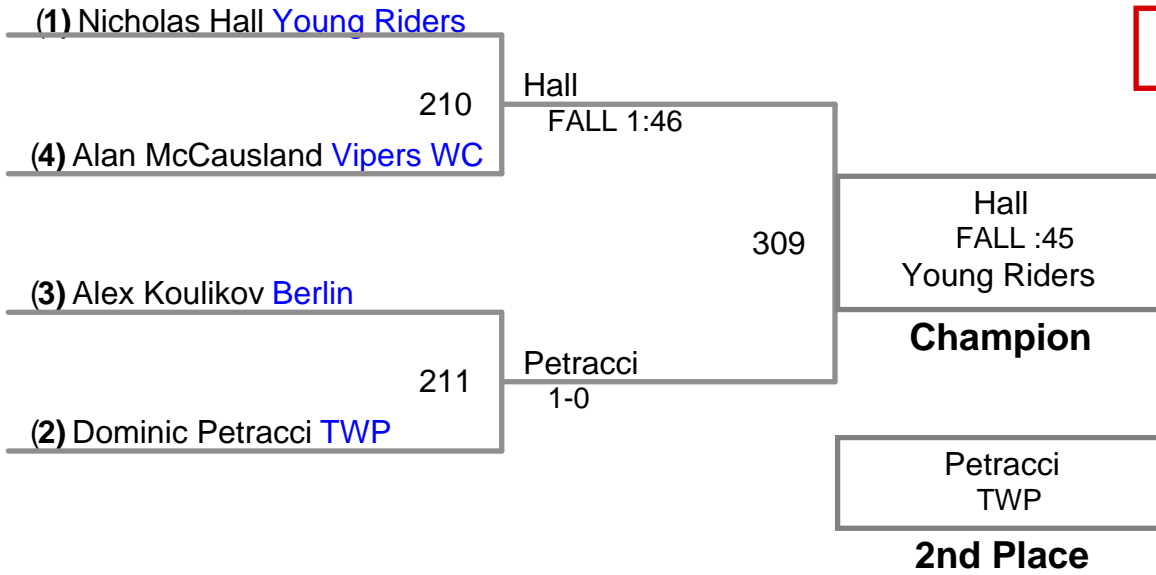 (1) Nicholas Hall Young Riders
210
Hall
FALL 1:46
(4) Alan McCausland Vipers WC
309
Hall
FALL :45
Young Riders
Champion
(3) Alex Koulikov Berlin
211
Petracci
1-0
(2) Dominic Petracci TWP
Petracci
TWP
2nd Place